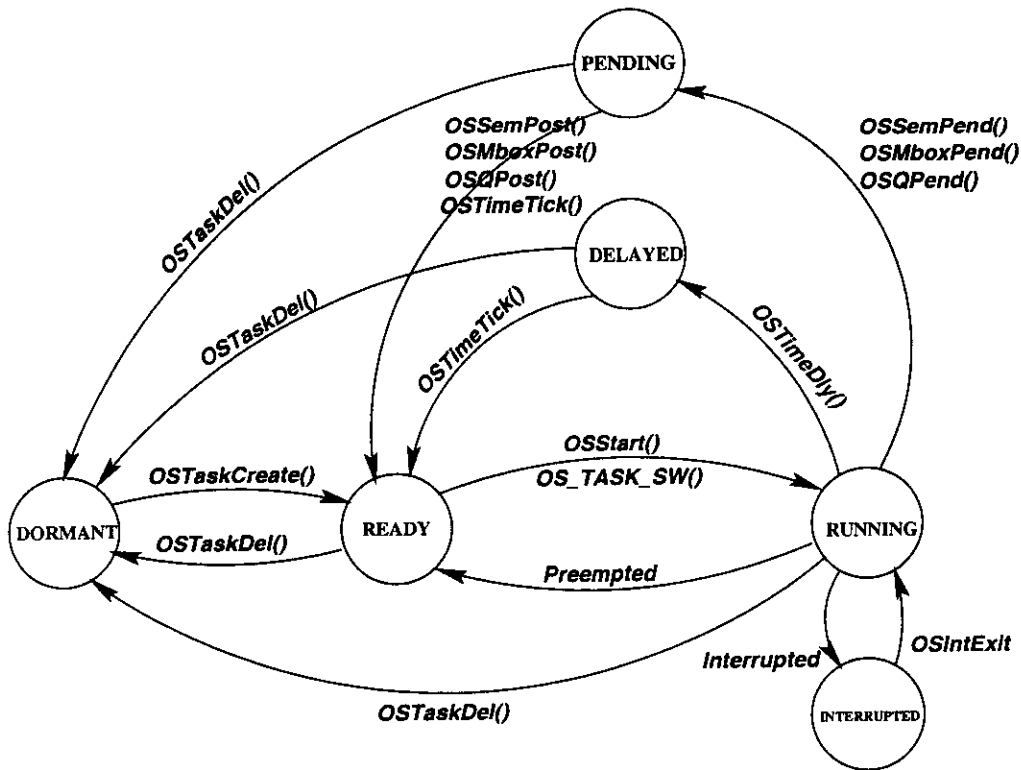 PENDING
OSSemPost()
OSMboxPost()
OSQPost()
OSTimeTick()
OSSemPend()
OSMboxPend()
OSQPend()
OSTaskDel()
DELAYED
OSTaskDel()
OSTimeTick()
OSTimeDly()
OSStart()
OS_TASK_SW()
OSTaskCreate()
DORMANT
READY
RUNNING
OSTaskDel()
Preempted
Interrupted
OSIntExit
OSTaskDel()
INTERRUPTED